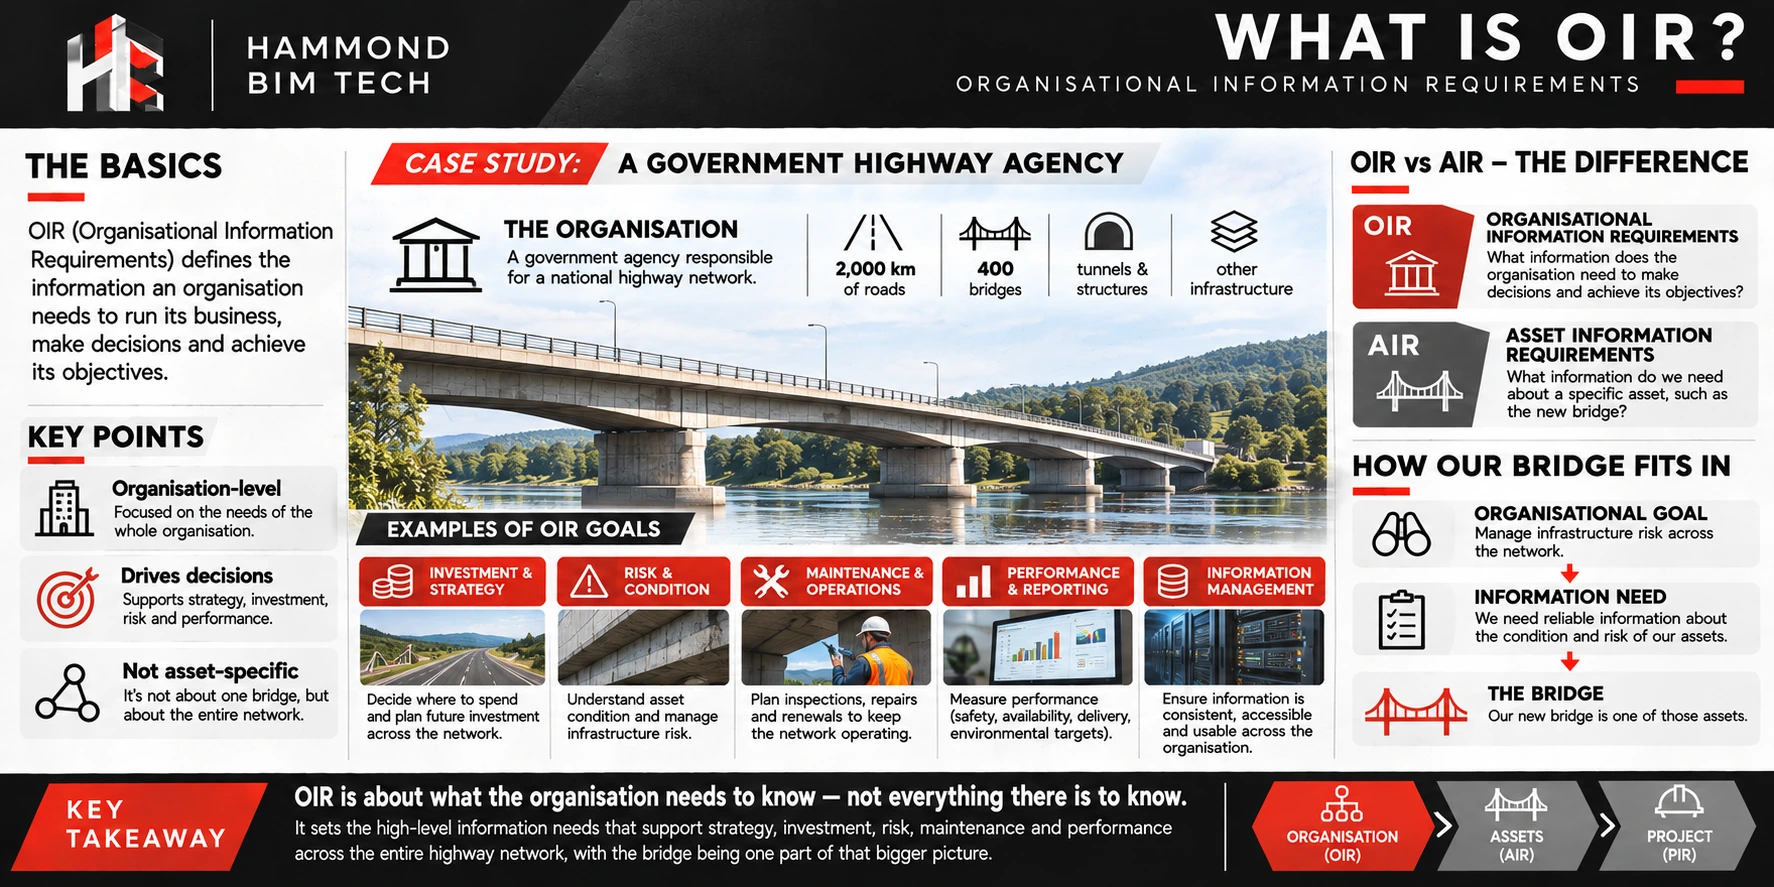 HAMMOND
BIM TECH
WHAT IS OIR?
ORGANISATIONAL INFORMATION REQUIREMENTS
THE BASICS
OIR (Organisational Information
Requirements) defines the
information an organisation
needs to run its business,
make decisions and achieve
its objectives.
KEY POINTS
Organisation-level
Focused on the needs of the
whole organisation.
Drives decisions
Supports strategy, investment,
risk and performance.
Not asset-specific
It's not about one bridge, but
about the entire network.
CASE STUDY: A GOVERNMENT HIGHWAY AGENCY
THE ORGANISATION
A government agency responsible
for a national highway network.
2,000 km
of roads
400
bridges
tunnels &
structures
other
infrastructure
EXAMPLES OF OIR GOALS
INVESTMENT &
STRATEGY
Decide where to spend
and plan future investment
across the network.
RISK &
CONDITION
Understand asset
condition and manage
infrastructure risk.
MAINTENANCE &
OPERATIONS
Plan inspections, repairs
and renewals to keep
the network operating.
PERFORMANCE
& REPORTING
Measure performance
(safety, availability, delivery,
environmental targets).
INFORMATION
MANAGEMENT
Ensure information is
consistent, accessible
and usable across the
organisation.
OIR vs AIR – THE DIFFERENCE
OIR
ORGANISATIONAL
INFORMATION REQUIREMENTS
What information does the
organisation need to make
decisions and achieve its objectives?
AIR
ASSET INFORMATION
REQUIREMENTS
What information do we need
about a specific asset, such as
the new bridge?
HOW OUR BRIDGE FITS IN
ORGANISATIONAL GOAL
Manage infrastructure risk across
the network.
INFORMATION NEED
We need reliable information about
the condition and risk of our assets.
THE BRIDGE
Our new bridge is one of those assets.
KEY
TAKEAWAY
OIR is about what the organisation needs to know — not everything there is to know.
It sets the high-level information needs that support strategy, investment, risk, maintenance and performance
across the entire highway network, with the bridge being one part of that bigger picture.
ORGANISATION
(OIR)
ASSETS
(AIR)
PROJECT
(PIR)